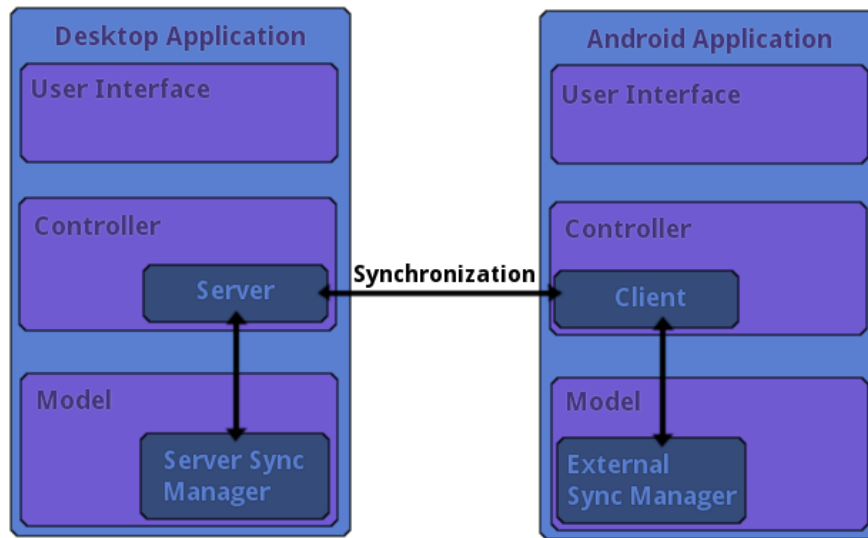 Desktop Application
User Interface
Controller
Server
Model
Server Sync
Manager
Synchronization
Android Application
User Interface
Controller
Client
Model
External
Sync Manager